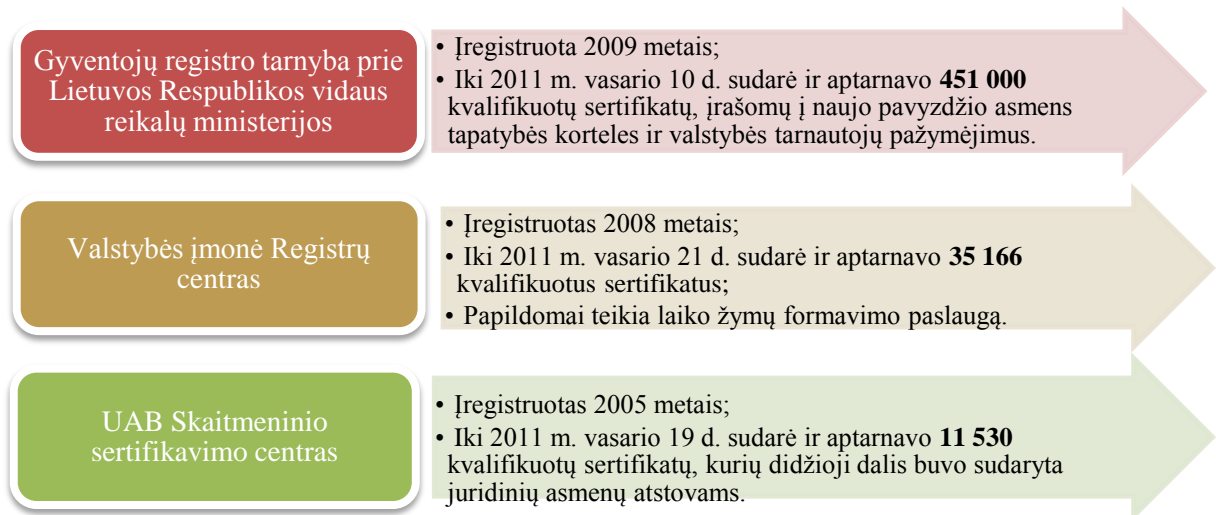 Gyventojų registro tarnyba prie
Lietuvos Respublikos vidaus
reikalų ministerijos
• Įregistruota 2009 metais;
• Iki 2011 m. vasario 10 d. sudarė ir aptarnavo 451 000
kvalifikuotų sertifikatų, įrašomų į naujo pavyzdžio asmens
tapatybės korteles ir valstybės tarnautojų pažymėjimus.
Valstybės įmonė Registrų
centras
• Įregistruotas 2008 metais;
• Iki 2011 m. vasario 21 d. sudarė ir aptarnavo 35 166
kvalifikuotus sertifikatus;
• Papildomai teikia laiko žymų formavimo paslaugą.
UAB Skaitmeninio
sertifikavimo centras
• Įregistruotas 2005 metais;
• Iki 2011 m. vasario 19 d. sudarė ir aptarnavo 11 530
kvalifikuotų sertifikatų, kurių didžioji dalis buvo sudaryta
juridinių asmenų atstovams.